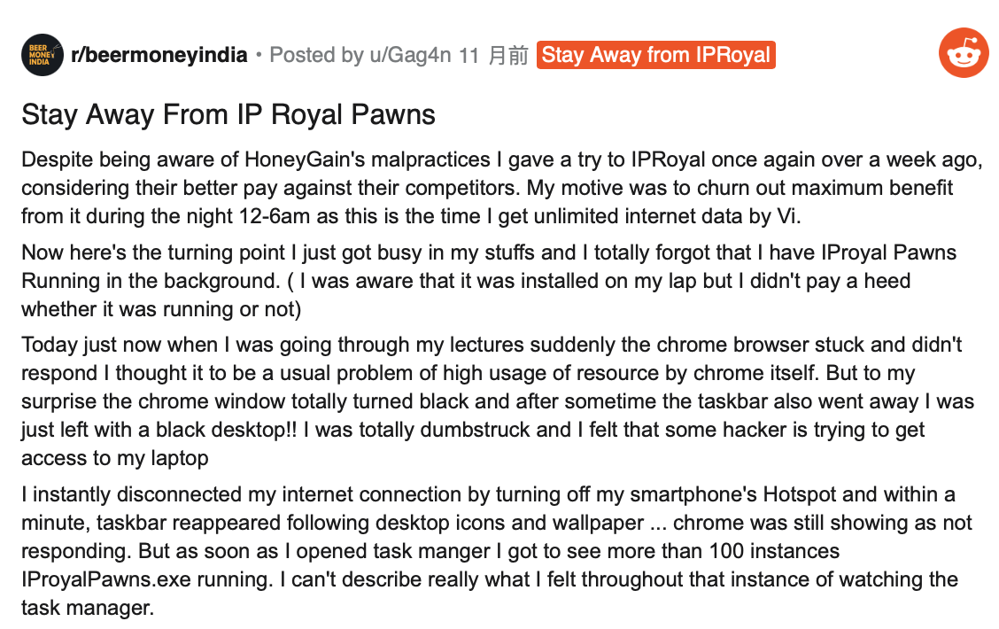 BEER
MONEY
INDIA
r/beermoneyindia • Posted by u/Gag4n 11 月前 Stay Away from IPRoyal
Stay Away From IP Royal Pawns
Despite being aware of HoneyGain's malpractices I gave a try to IPRoyal once again over a week ago,
considering their better pay against their competitors. My motive was to churn out maximum benefit
from it during the night 12-6am as this is the time I get unlimited internet data by Vi.
Now here's the turning point I just got busy in my stuffs and I totally forgot that I have IProyal Pawns
Running in the background. ( I was aware that it was installed on my lap but I didn't pay a heed
whether it was running or not)
Today just now when I was going through my lectures suddenly the chrome browser stuck and didn't
respond I thought it to be a usual problem of high usage of resource by chrome itself. But to my
surprise the chrome window totally turned black and after sometime the taskbar also went away I was
just left with a black desktop!! I was totally dumbstruck and I felt that some hacker is trying to get
access to my laptop
I instantly disconnected my internet connection by turning off my smartphone's Hotspot and within a
minute, taskbar reappeared following desktop icons and wallpaper ... chrome was still showing as not
responding. But as soon as I opened task manger I got to see more than 100 instances
IProyalPawns.exe running. I can't describe really what I felt throughout that instance of watching the
task manager.